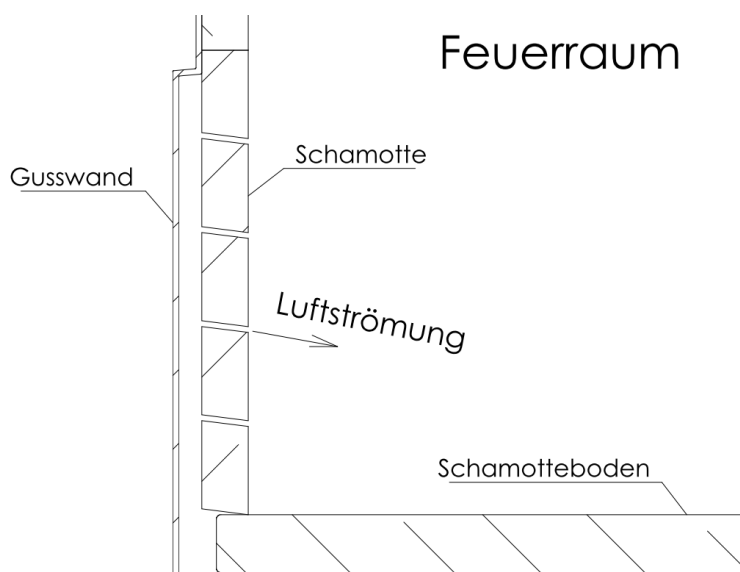 Feuerraum
Schamotte
Gusswand
Luftströmung
Schamotteboden